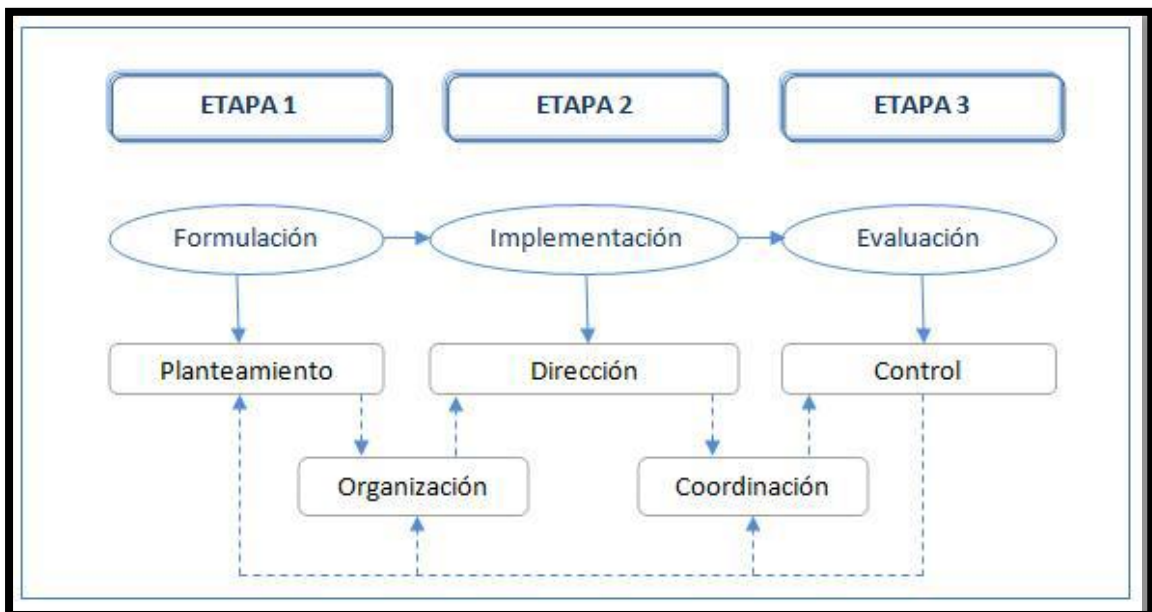 ETAPA 1
ETAPA 2
ETAPA 3
Formulación
Implementación
Evaluación
Planteamiento
Dirección
Control
Organización
Coordinación